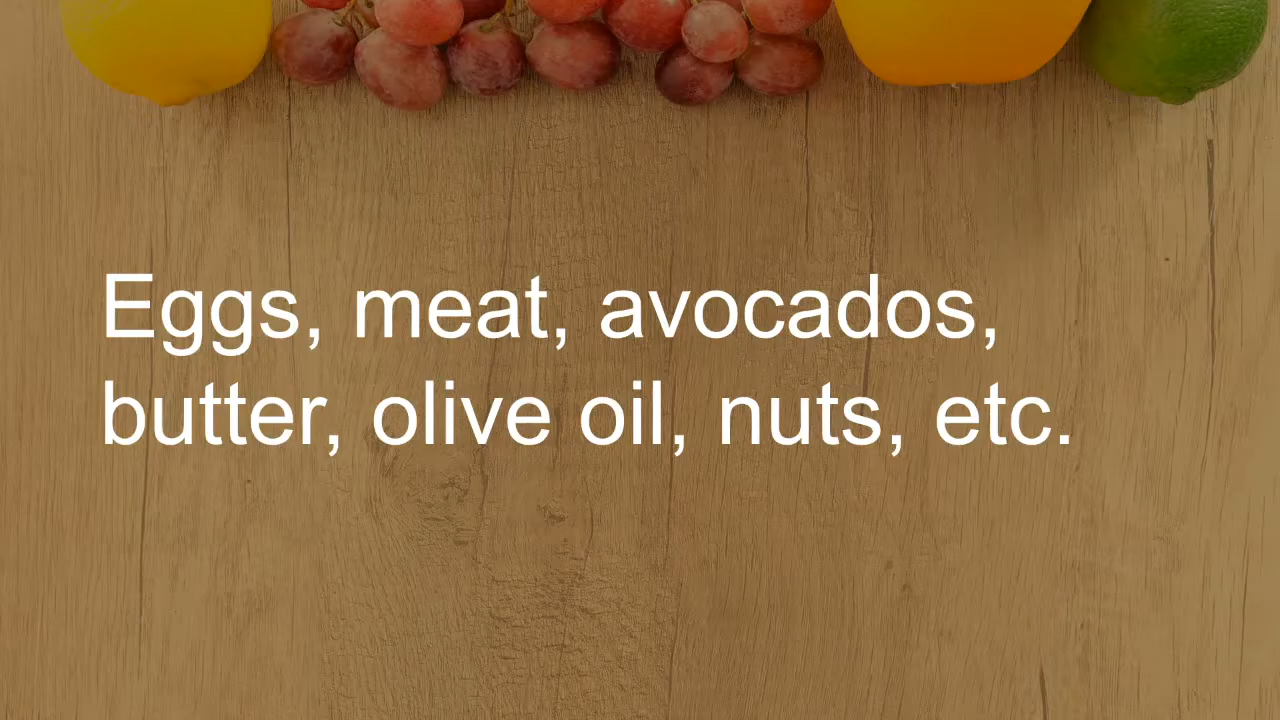 Eggs, meat, avocados,
butter, olive oil, nuts, etc.